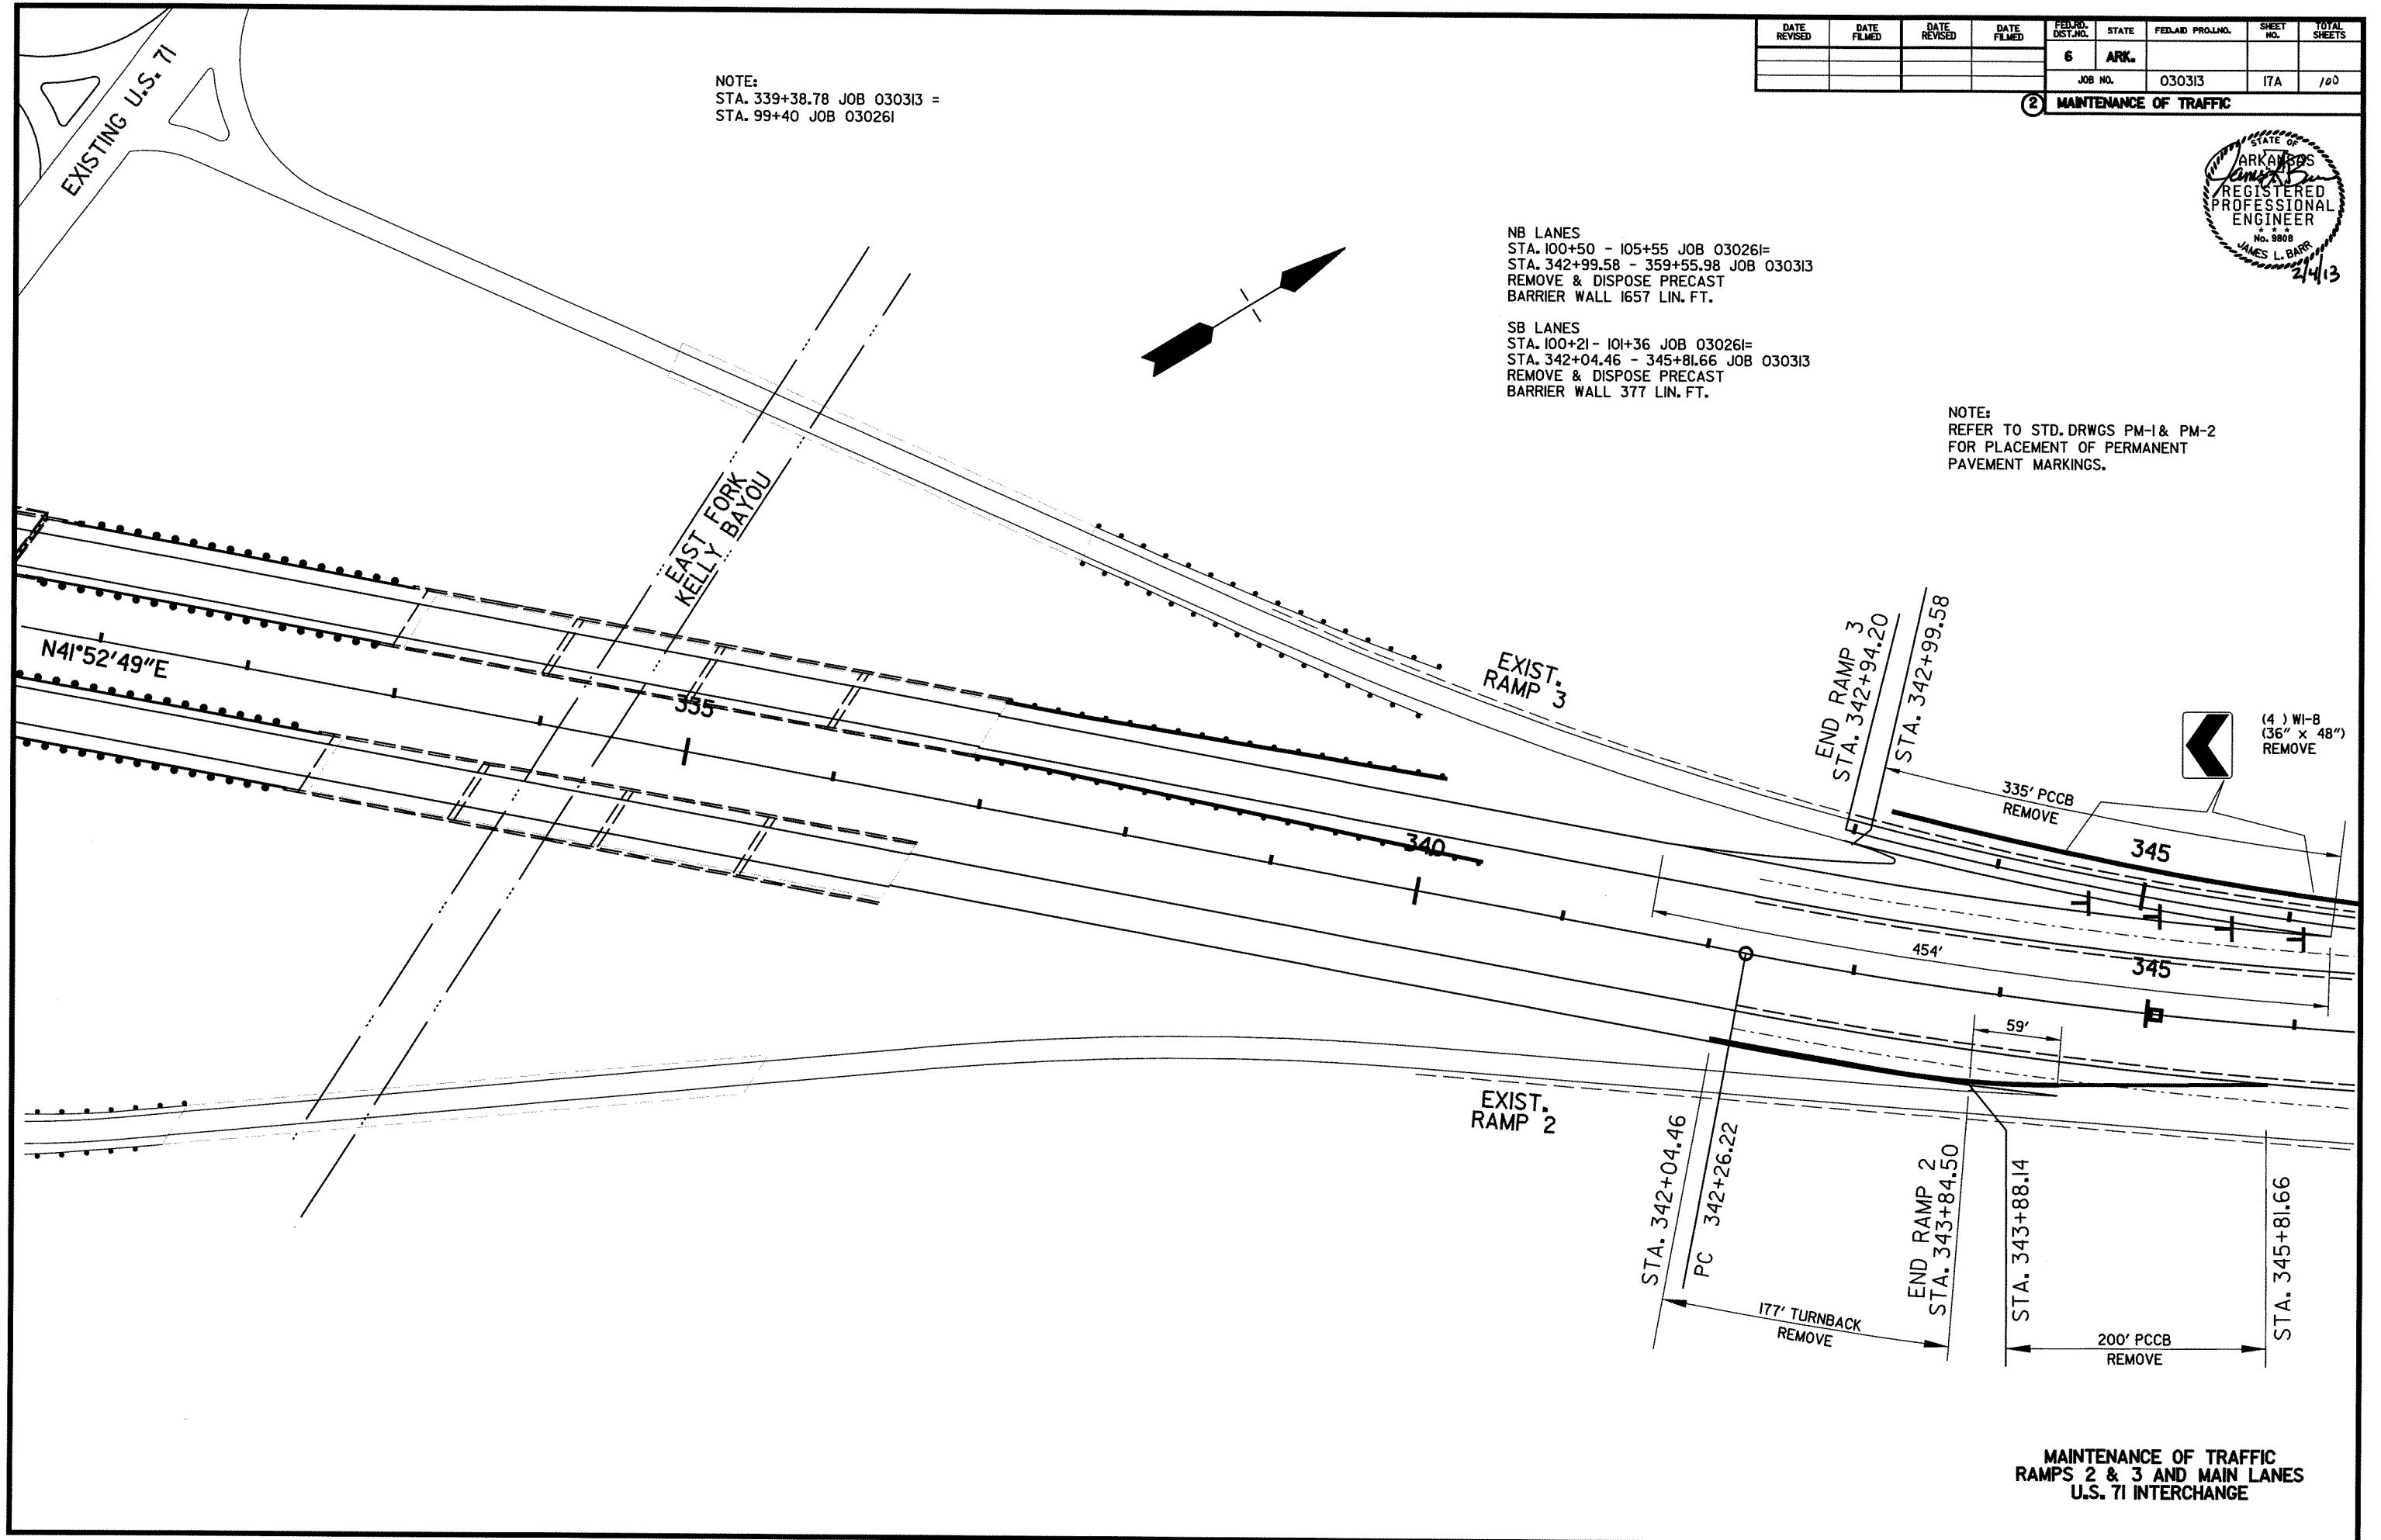 DATE REVISED
DATE FILMED
DATE REVISED
DATE FILMED
FED.RD. DIST.NO.
STATE
FED.AID PROJ.NO.
SHEET NO.
TOTAL SHEETS
6
ARK.
JOB NO.
030313
17A
100
2
MAINTENANCE OF TRAFFIC
STATE OF
ARKANSAS
REGISTERED
PROFESSIONAL
ENGINEER
* * *
No. 9808
JAMES L. BARR
2/4/13
EXISTING U.S. 71
NOTE:
STA. 339+38.78 JOB 030313 =
STA. 99+40 JOB 030261
NB LANES
STA. 100+50 - 105+55 JOB 030261=
STA. 342+99.58 - 359+55.98 JOB 030313
REMOVE & DISPOSE PRECAST
BARRIER WALL 1657 LIN. FT.
SB LANES
STA. 100+21 - 101+36 JOB 030261=
STA. 342+04.46 - 345+81.66 JOB 030313
REMOVE & DISPOSE PRECAST
BARRIER WALL 377 LIN. FT.
NOTE:
REFER TO STD. DRWGS PM-1 & PM-2
FOR PLACEMENT OF PERMANENT
PAVEMENT MARKINGS.
EAST FORK
KELLY BAYOU
N41°52'49"E
335
340
EXIST.
RAMP 3
END RAMP 3
STA. 342+94.20
STA. 342+99.58
(4 ) W1-8
(36" x 48")
REMOVE
335' PCCB
REMOVE
345
454'
345
59'
EXIST.
RAMP 2
STA. 342+04.46
PC 342+26.22
END RAMP 2
STA. 343+84.50
STA. 343+88.14
STA. 345+81.66
177' TURNBACK
REMOVE
200' PCCB
REMOVE
MAINTENANCE OF TRAFFIC
RAMPS 2 & 3 AND MAIN LANES
U.S. 71 INTERCHANGE